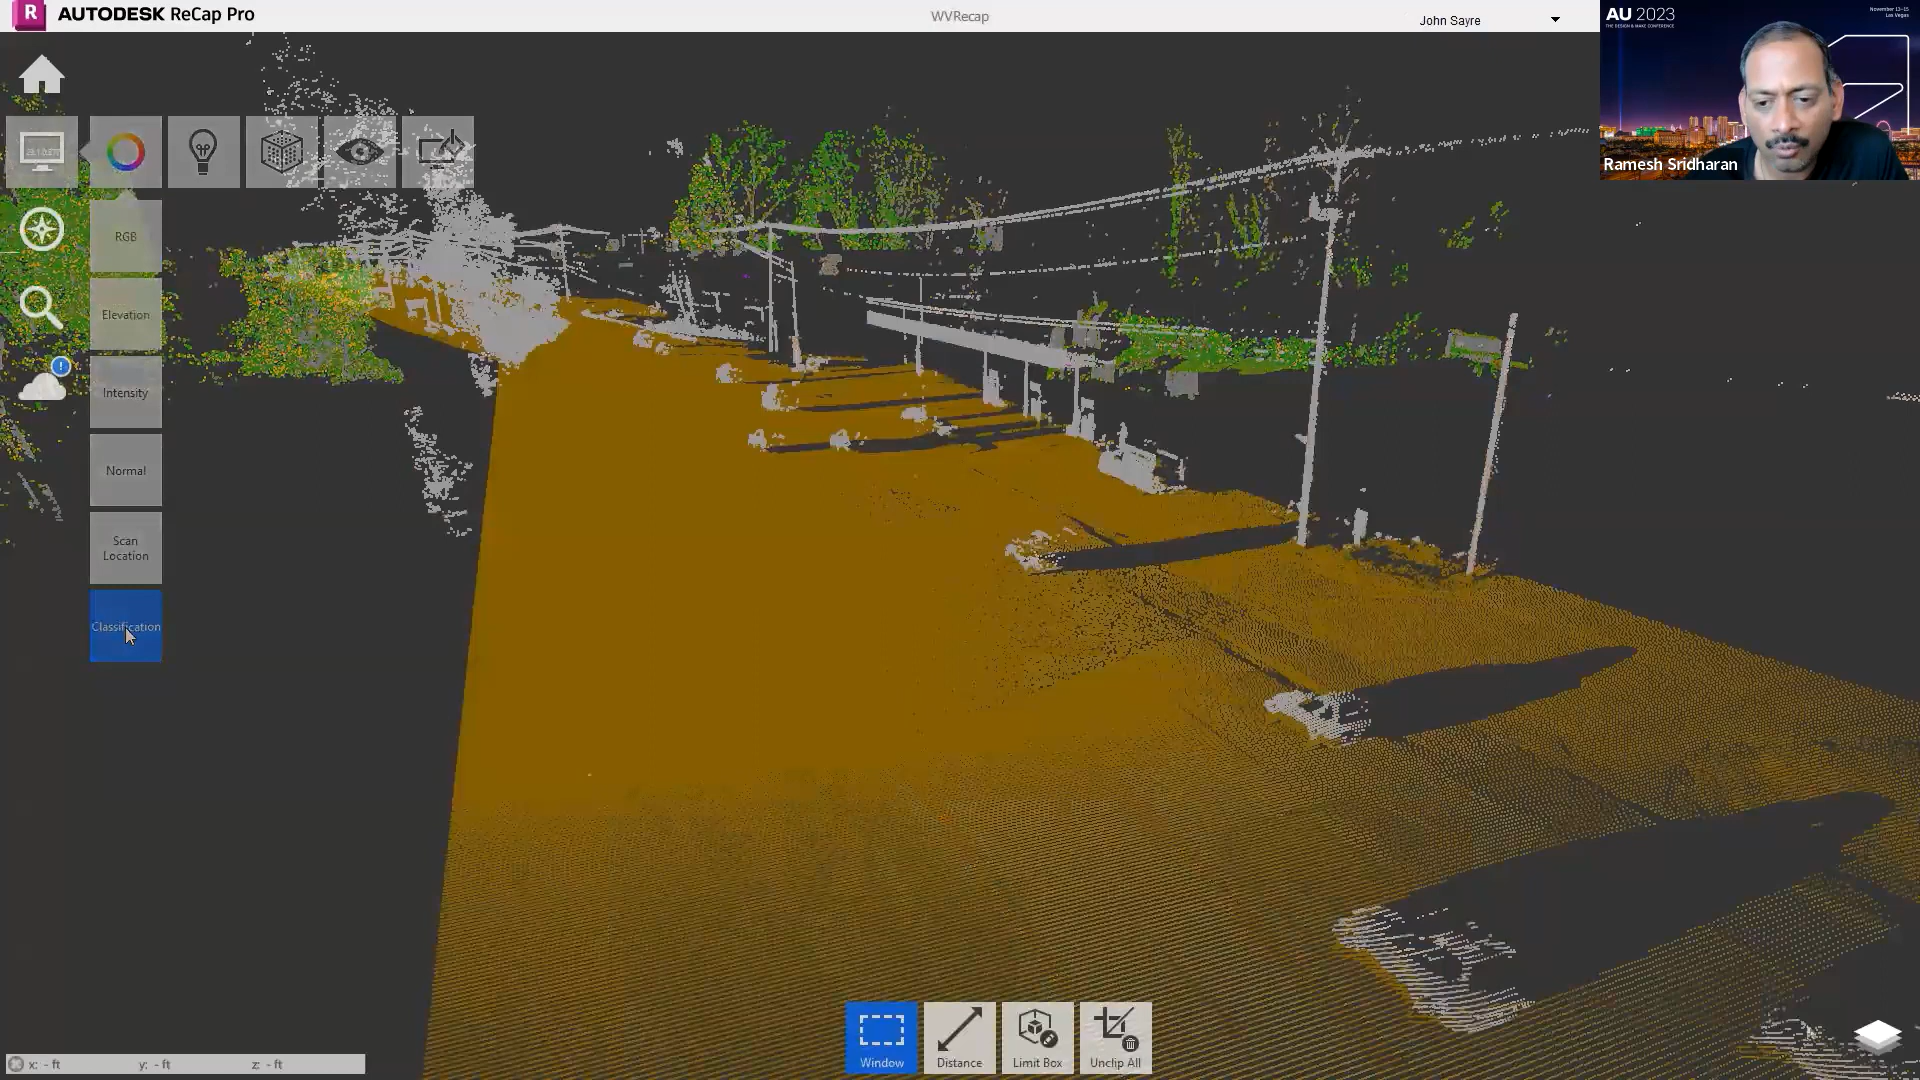 R AUTODESK ReCap Pro
WVRecap
John Sayre
AU 2023
THE DESIGN & MAKE CONFERENCE
November 13–15
Las Vegas
Ramesh Sridharan
RGB
Elevation
Intensity
Normal
Scan
Location
Classification
Window
Distance
Limit Box
Unclip All
x: - ft
y: - ft
z: - ft